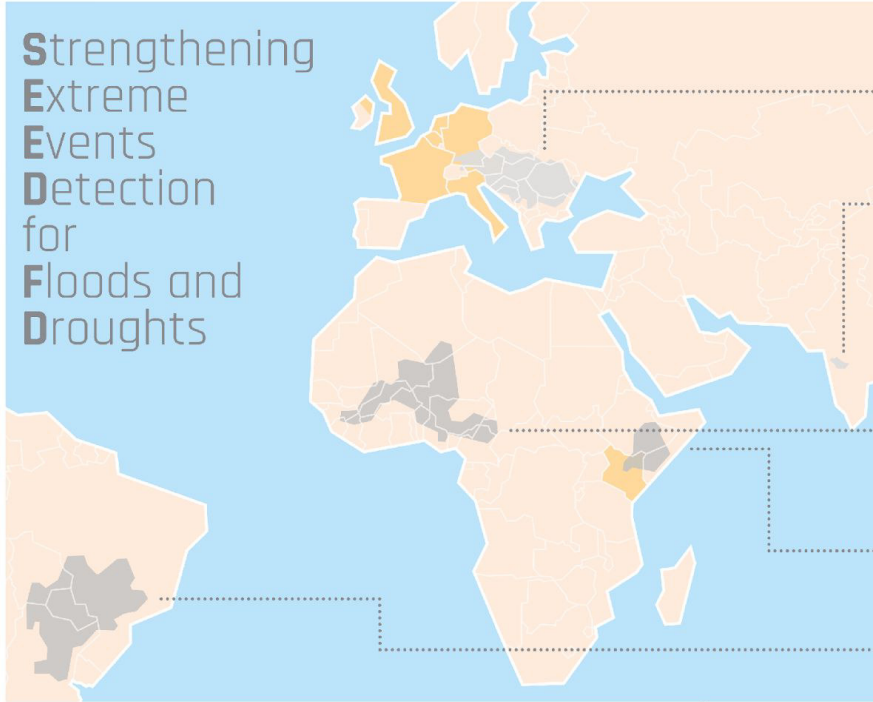 Strengthening
Extreme
Events
Detection
for
Floods and
Droughts